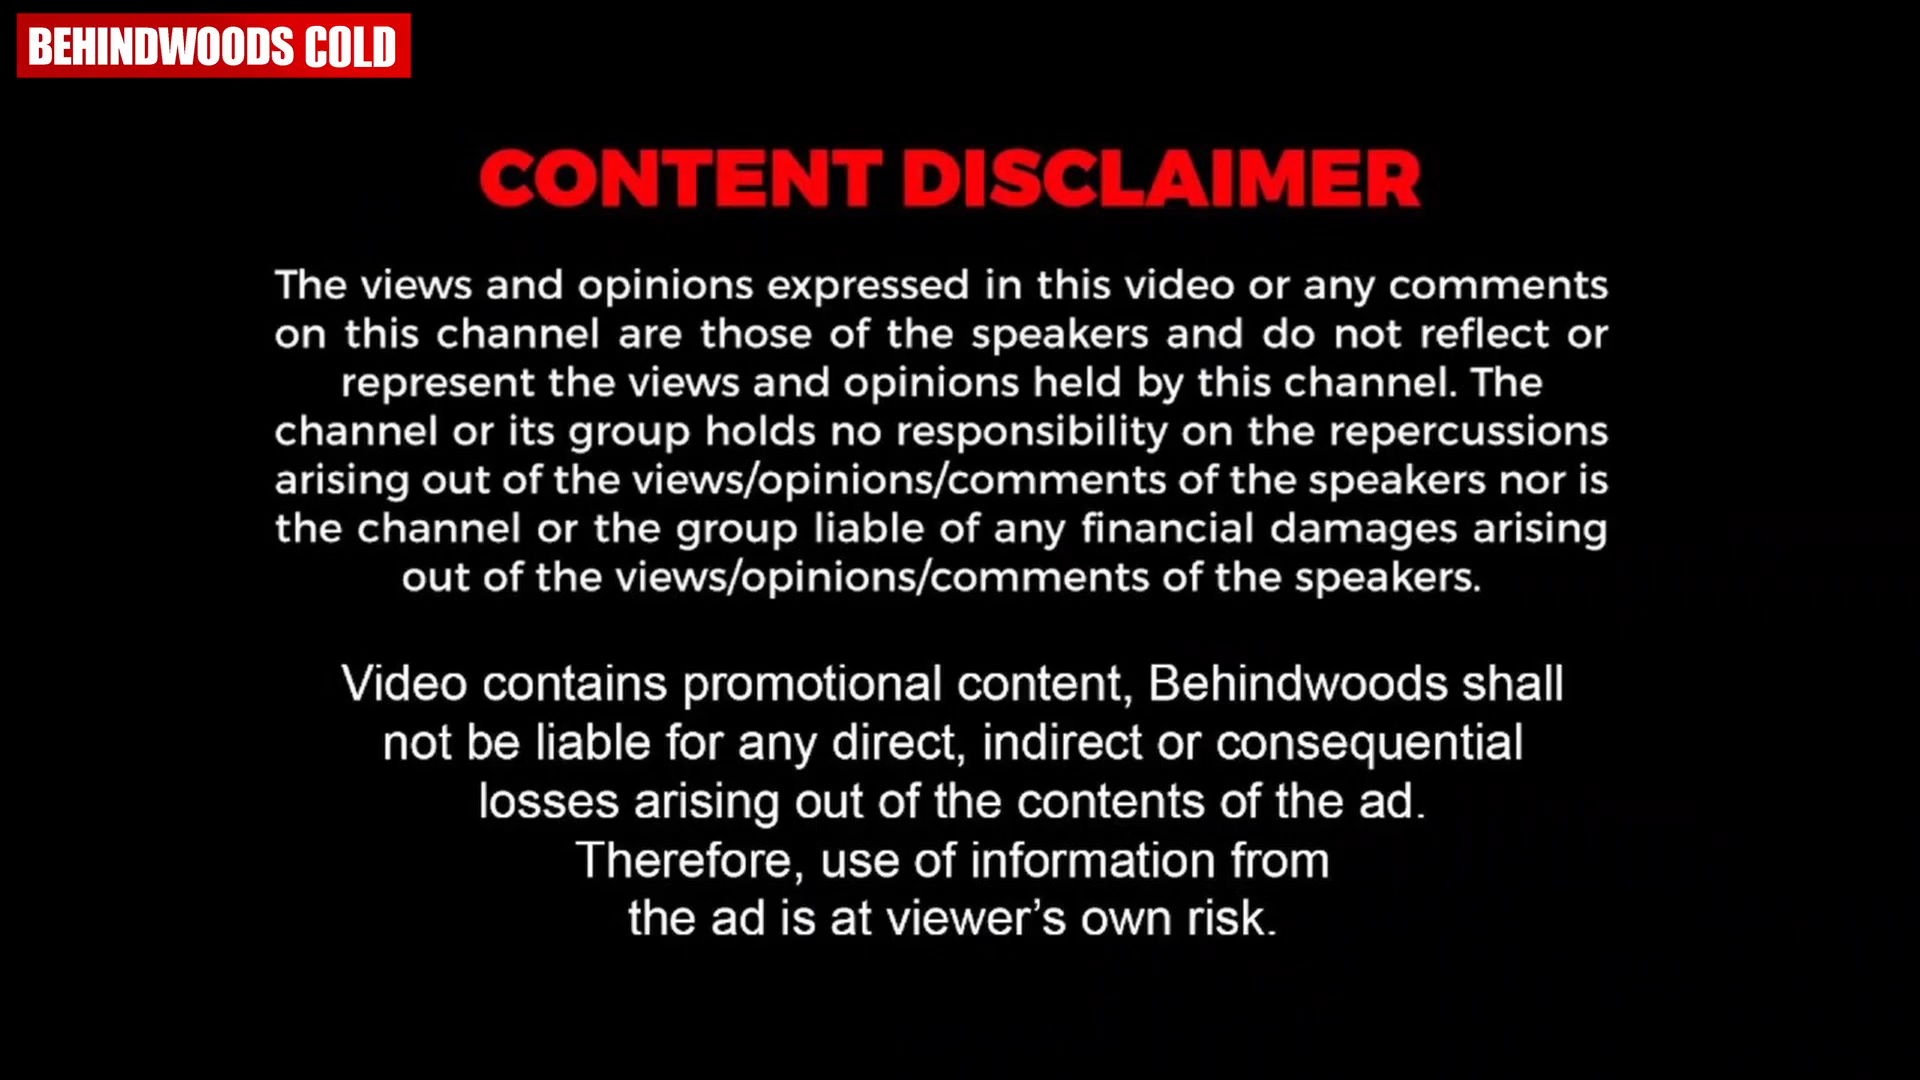 BEHINDWOODS COLD
CONTENT DISCLAIMER
The views and opinions expressed in this video or any comments
on this channel are those of the speakers and do not reflect or
represent the views and opinions held by this channel. The
channel or its group holds no responsibility on the repercussions
arising out of the views/opinions/comments of the speakers nor is
the channel or the group liable of any financial damages arising
out of the views/opinions/comments of the speakers.
Video contains promotional content, Behindwoods shall
not be liable for any direct, indirect or consequential
losses arising out of the contents of the ad.
Therefore, use of information from
the ad is at viewer’s own risk.